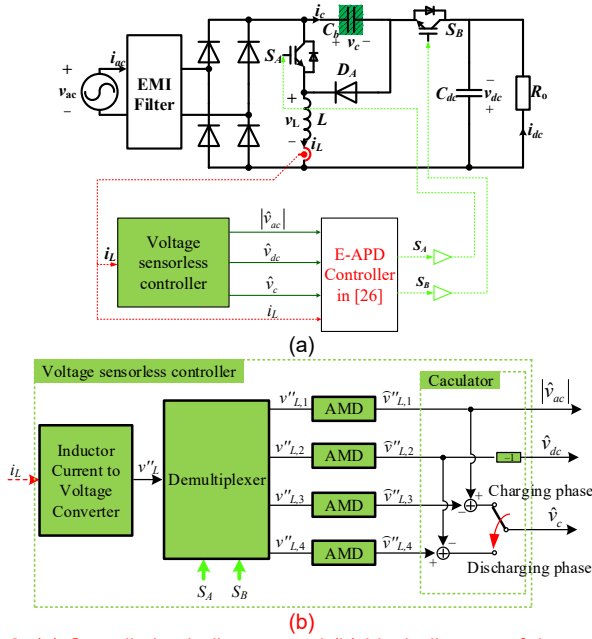 i_c
C_b + v_c −
S_B
S_A
i_ac
+
v_ac
−
EMI
Filter
D_A
+
v_L L
−
i_L
C_dc
−
v_dc
+
R_o
i_dc
|v̂_ac|
Voltage
sensorless
controller
v̂_dc
v̂_c
i_L
i_L
E-APD
Controller
in [26]
S_A
S_B
(a)
Voltage sensorless controller
Caculator
v''_L,1 AMD v̂''_L,1 |v̂_ac|
v''_L,2 AMD v̂''_L,2 −1 v̂_dc
Inductor
Current to
Voltage
Converter
i_L
v''_L
Demultiplexer
v''_L,3 AMD v̂''_L,3 − + Charging phase
v̂_c
v''_L,4 AMD v̂''_L,4 + − Discharging phase
S_A S_B
(b)